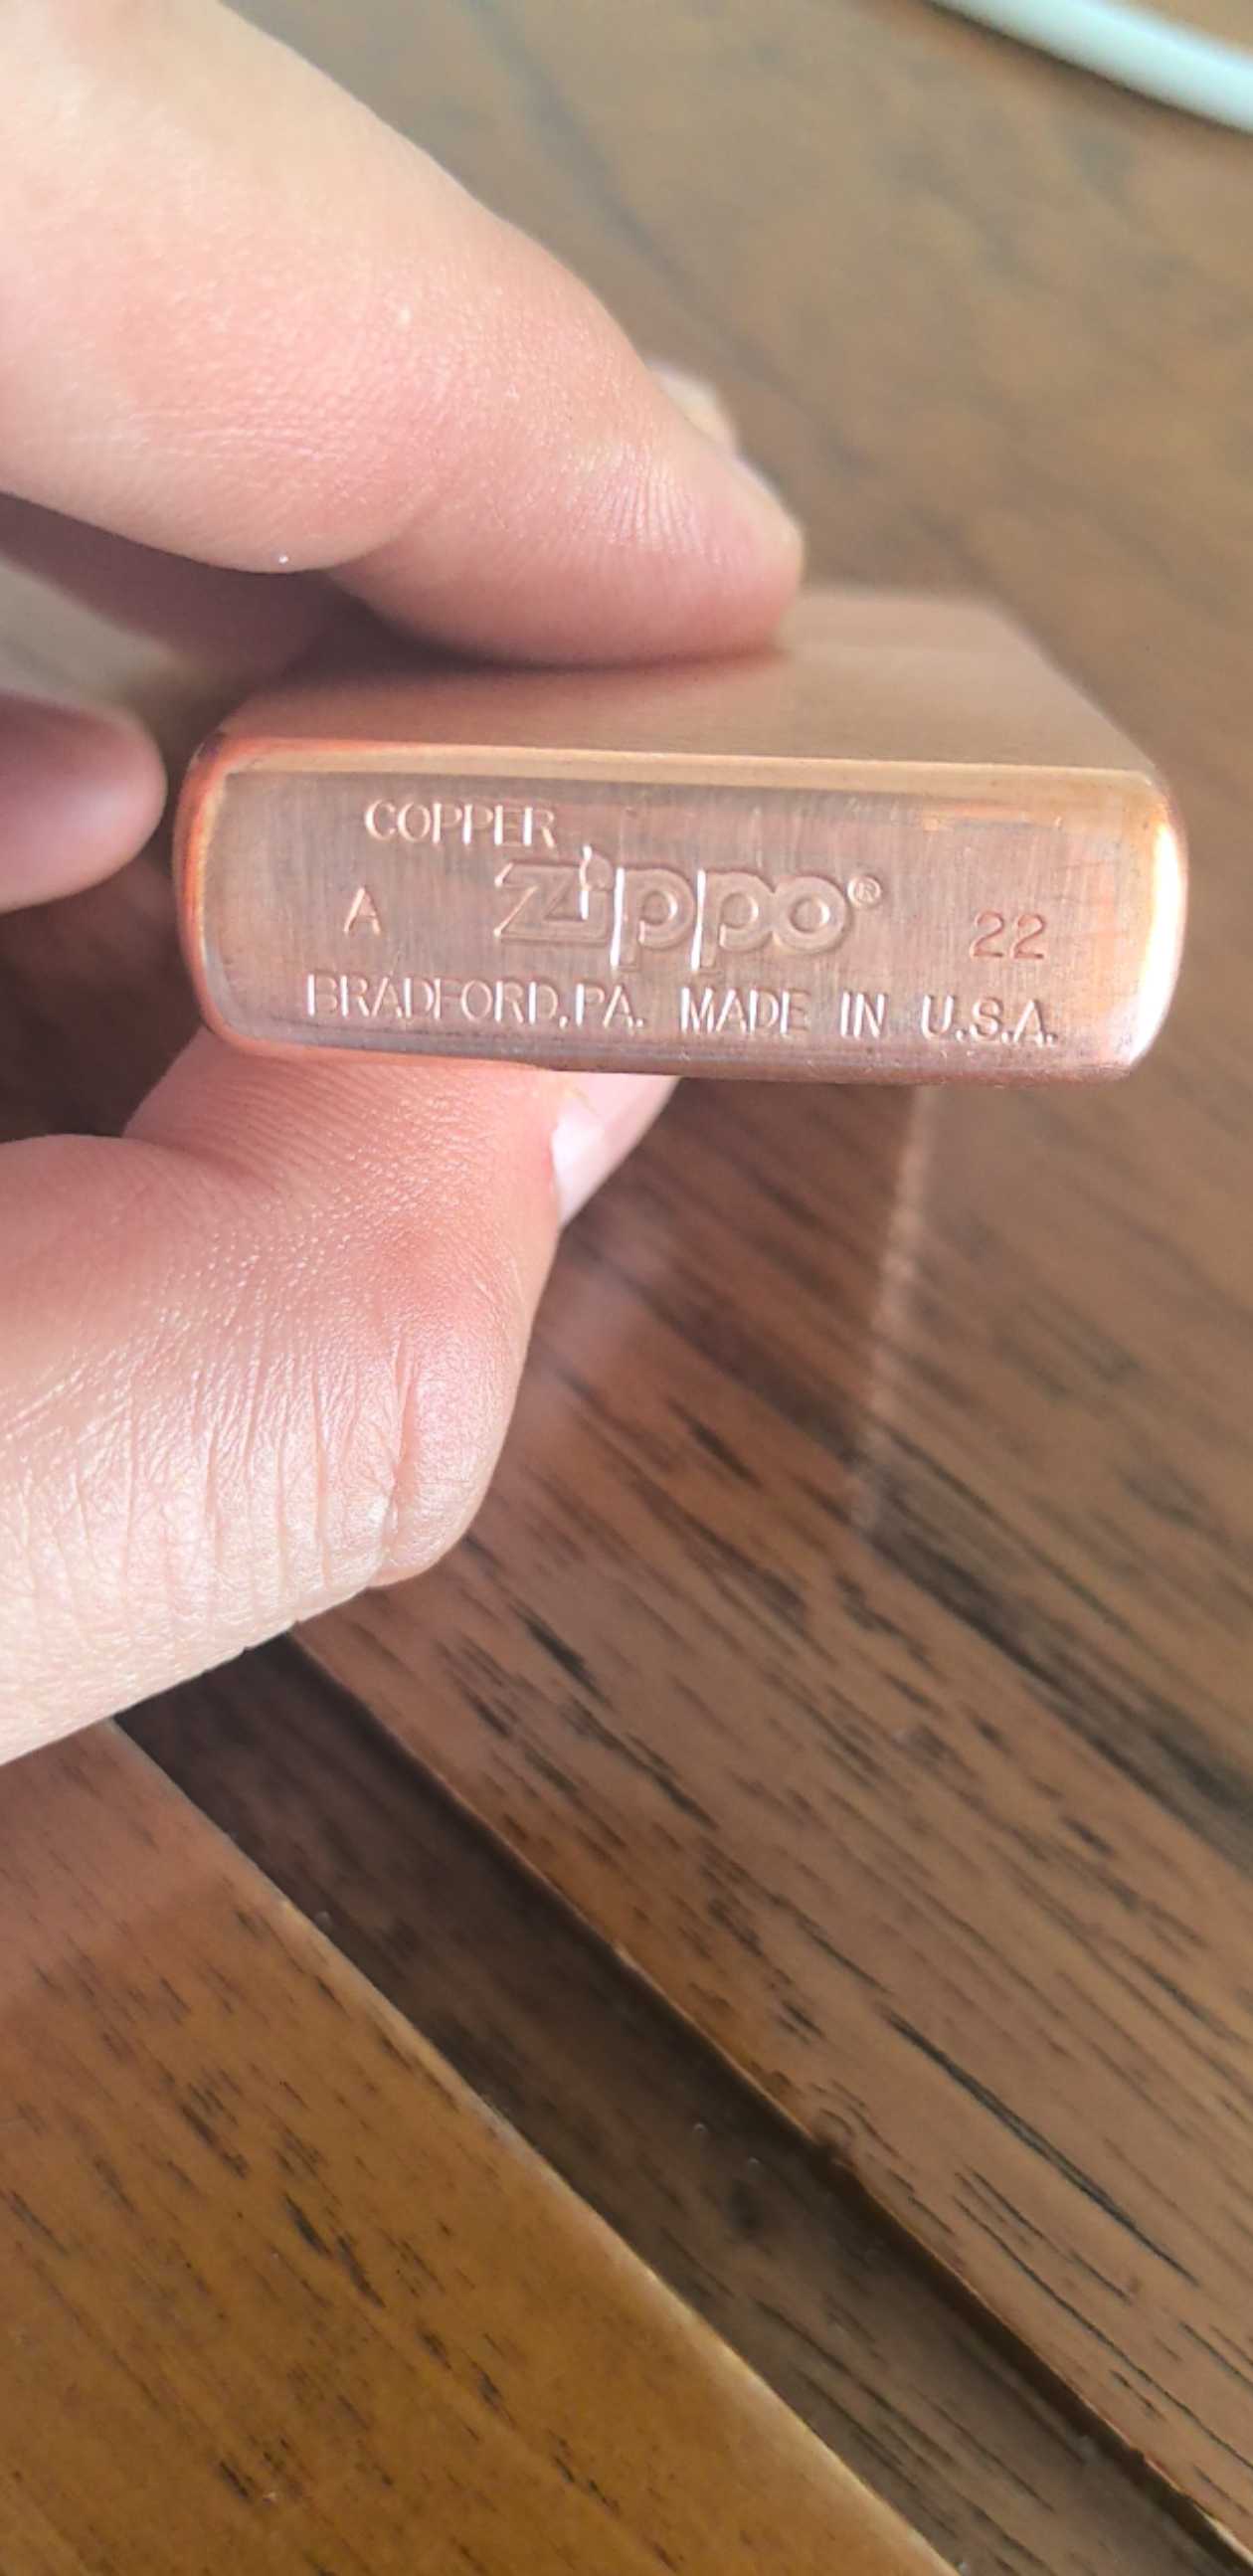 COPPER
A Zippo® 22
BRADFORD,PA. MADE IN U.S.A.